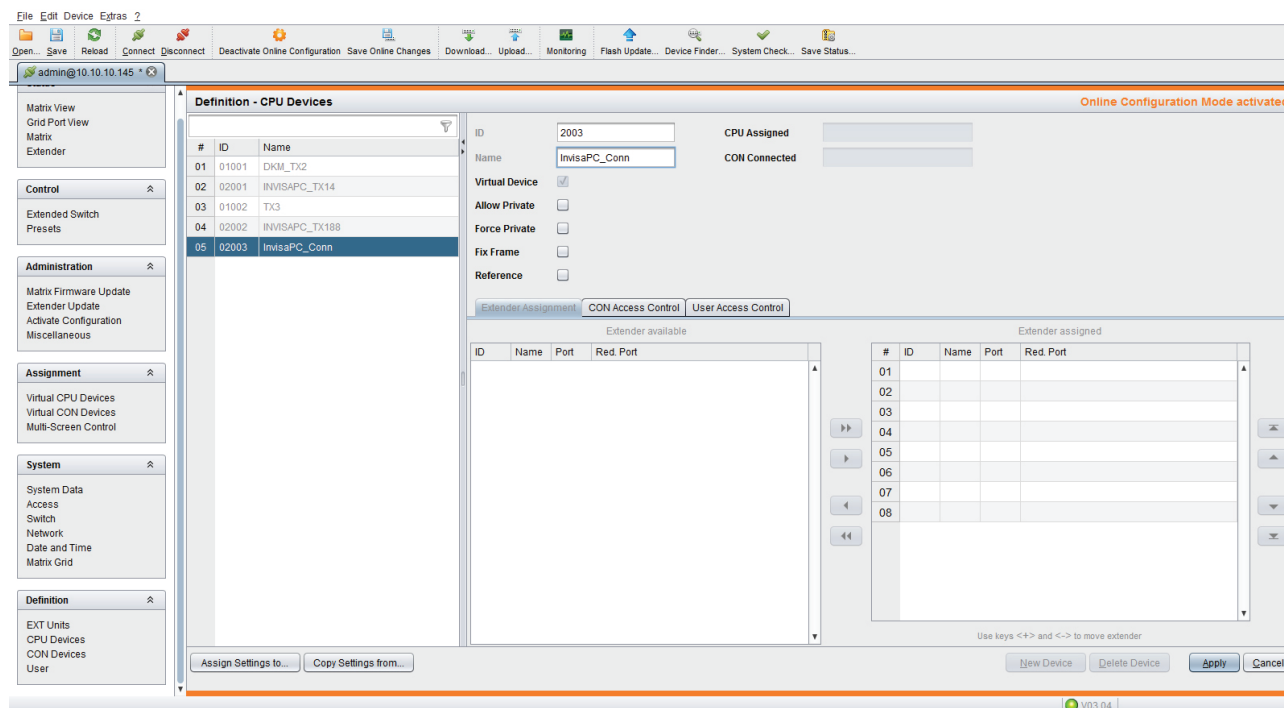 File Edit Device Extras ?
Open... Save Reload Connect Disconnect Deactivate Online Configuration Save Online Changes Download... Upload... Monitoring Flash Update... Device Finder... System Check... Save Status...
admin@10.10.10.145 *
Matrix View
Grid Port View
Matrix
Extender
Control
Extended Switch
Presets
Administration
Matrix Firmware Update
Extender Update
Activate Configuration
Miscellaneous
Assignment
Virtual CPU Devices
Virtual CON Devices
Multi-Screen Control
System
System Data
Access
Switch
Network
Date and Time
Matrix Grid
Definition
EXT Units
CPU Devices
CON Devices
User
Definition - CPU Devices
Online Configuration Mode activated
# ID Name
01 01001 DKM_TX2
02 02001 INVISAPC_TX14
03 01002 TX3
04 02002 INVISAPC_TX188
05 02003 InvisaPC_Conn
ID 2003 CPU Assigned
Name InvisaPC_Conn CON Connected
Virtual Device
Allow Private
Force Private
Fix Frame
Reference
Extender Assignment CON Access Control User Access Control
Extender available
ID Name Port Red. Port
Extender assigned
# ID Name Port Red. Port
01
02
03
04
05
06
07
08
Use keys <+> and <-> to move extender
Assign Settings to... Copy Settings from... New Device Delete Device Apply Cancel
V03.04